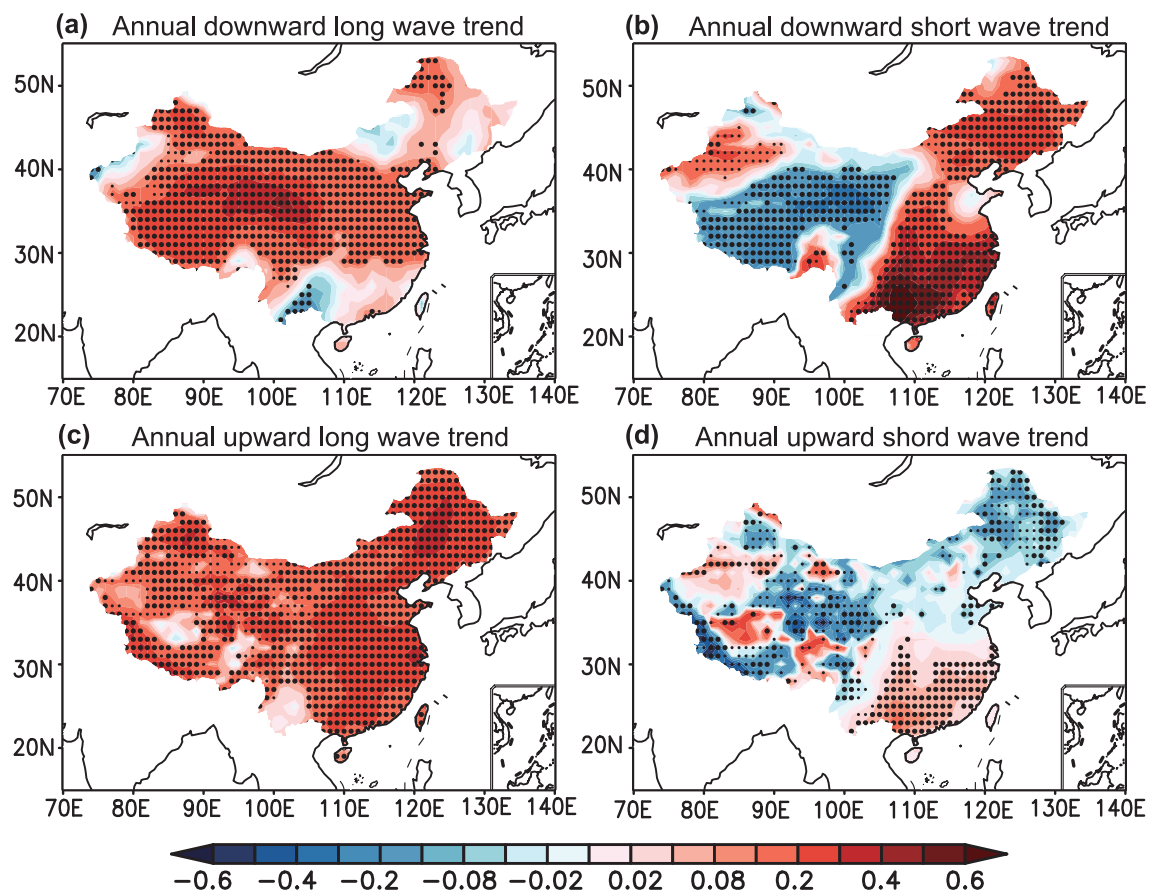 (a) Annual downward long wave trend
(b) Annual downward short wave trend
50N
40N
30N
20N
70E 80E 90E 100E 110E 120E 130E 140E
50N
40N
30N
20N
70E 80E 90E 100E 110E 120E 130E 140E
(c) Annual upward long wave trend
(d) Annual upward shord wave trend
50N
40N
30N
20N
70E 80E 90E 100E 110E 120E 130E 140E
50N
40N
30N
20N
70E 80E 90E 100E 110E 120E 130E 140E
−0.6 −0.4 −0.2 −0.08 −0.02 0.02 0.08 0.2 0.4 0.6